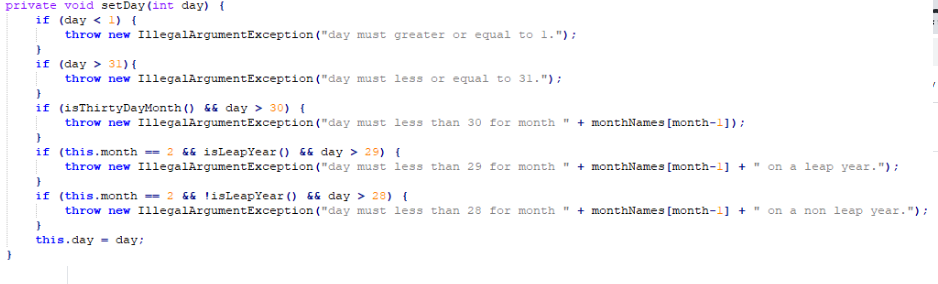 private void setDay(int day) {
if (day < 1) {
throw new IllegalArgumentException("day must greater or equal to 1.");
}
if (day > 31){
throw new IllegalArgumentException("day must less or equal to 31.");
}
if (isThirtyDayMonth() && day > 30) {
throw new IllegalArgumentException("day must less than 30 for month " + monthNames[month-1]);
}
if (this.month == 2 && isLeapYear() && day > 29) {
throw new IllegalArgumentException("day must less than 29 for month " + monthNames[month-1] + " on a leap year.");
}
if (this.month == 2 && !isLeapYear() && day > 28) {
throw new IllegalArgumentException("day must less than 28 for month " + monthNames[month-1] + " on a non leap year.");
}
this.day = day;
}